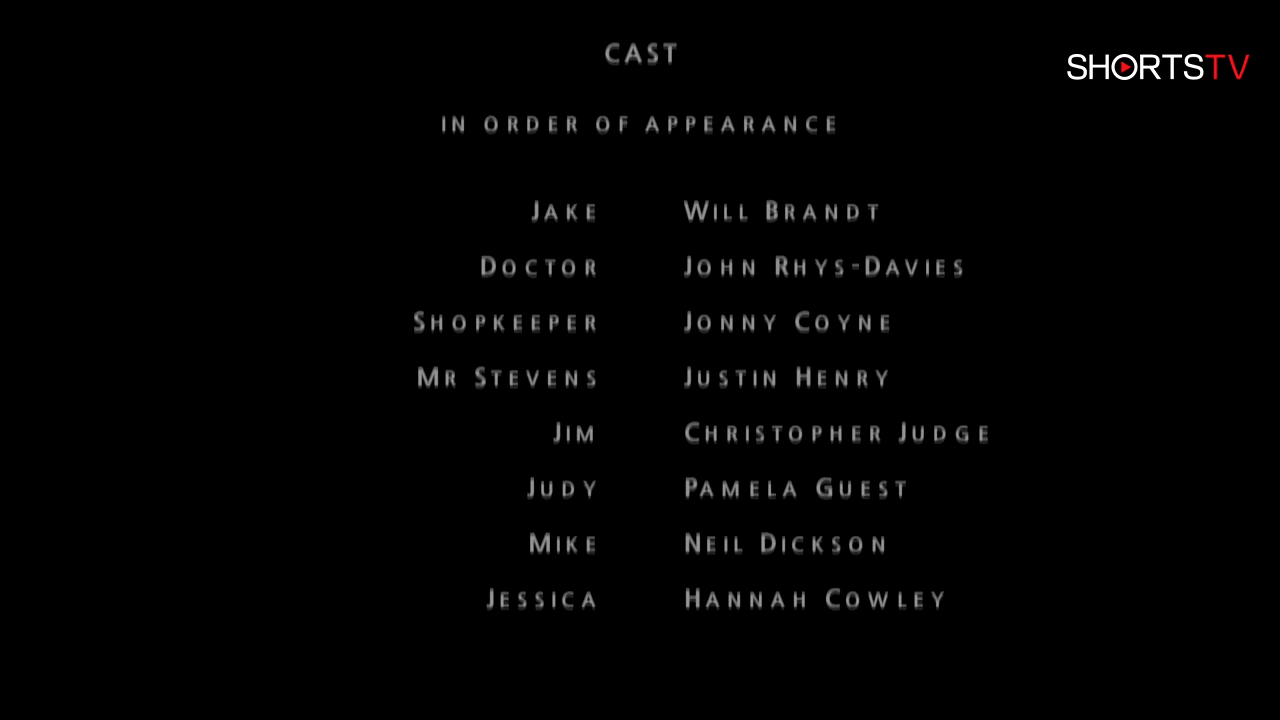 CAST
SHORTSTV
IN ORDER OF APPEARANCE
JAKE WILL BRANDT
DOCTOR JOHN RHYS-DAVIES
SHOPKEEPER JONNY COYNE
MR STEVENS JUSTIN HENRY
JIM CHRISTOPHER JUDGE
JUDY PAMELA GUEST
MIKE NEIL DICKSON
JESSICA HANNAH COWLEY